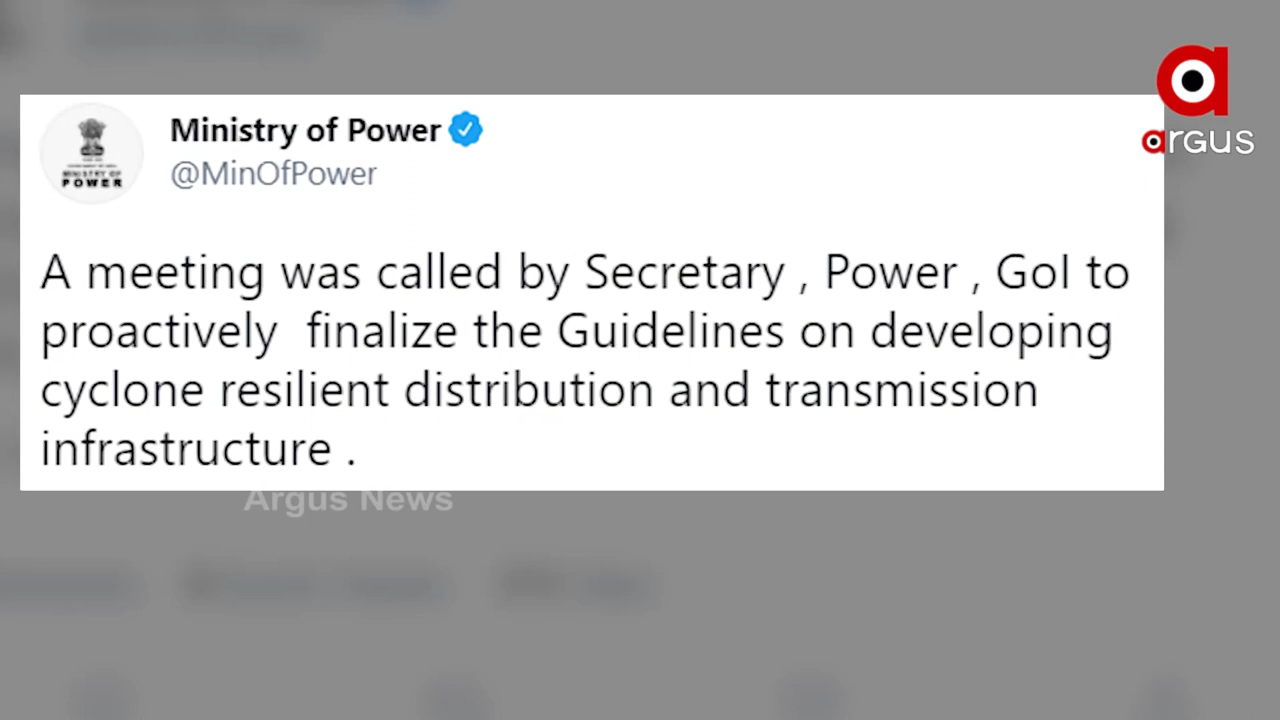 Ministry of Power
@MinOfPower
POWER
argus
A meeting was called by Secretary , Power , GoI to
proactively finalize the Guidelines on developing
cyclone resilient distribution and transmission
infrastructure .
Argus News